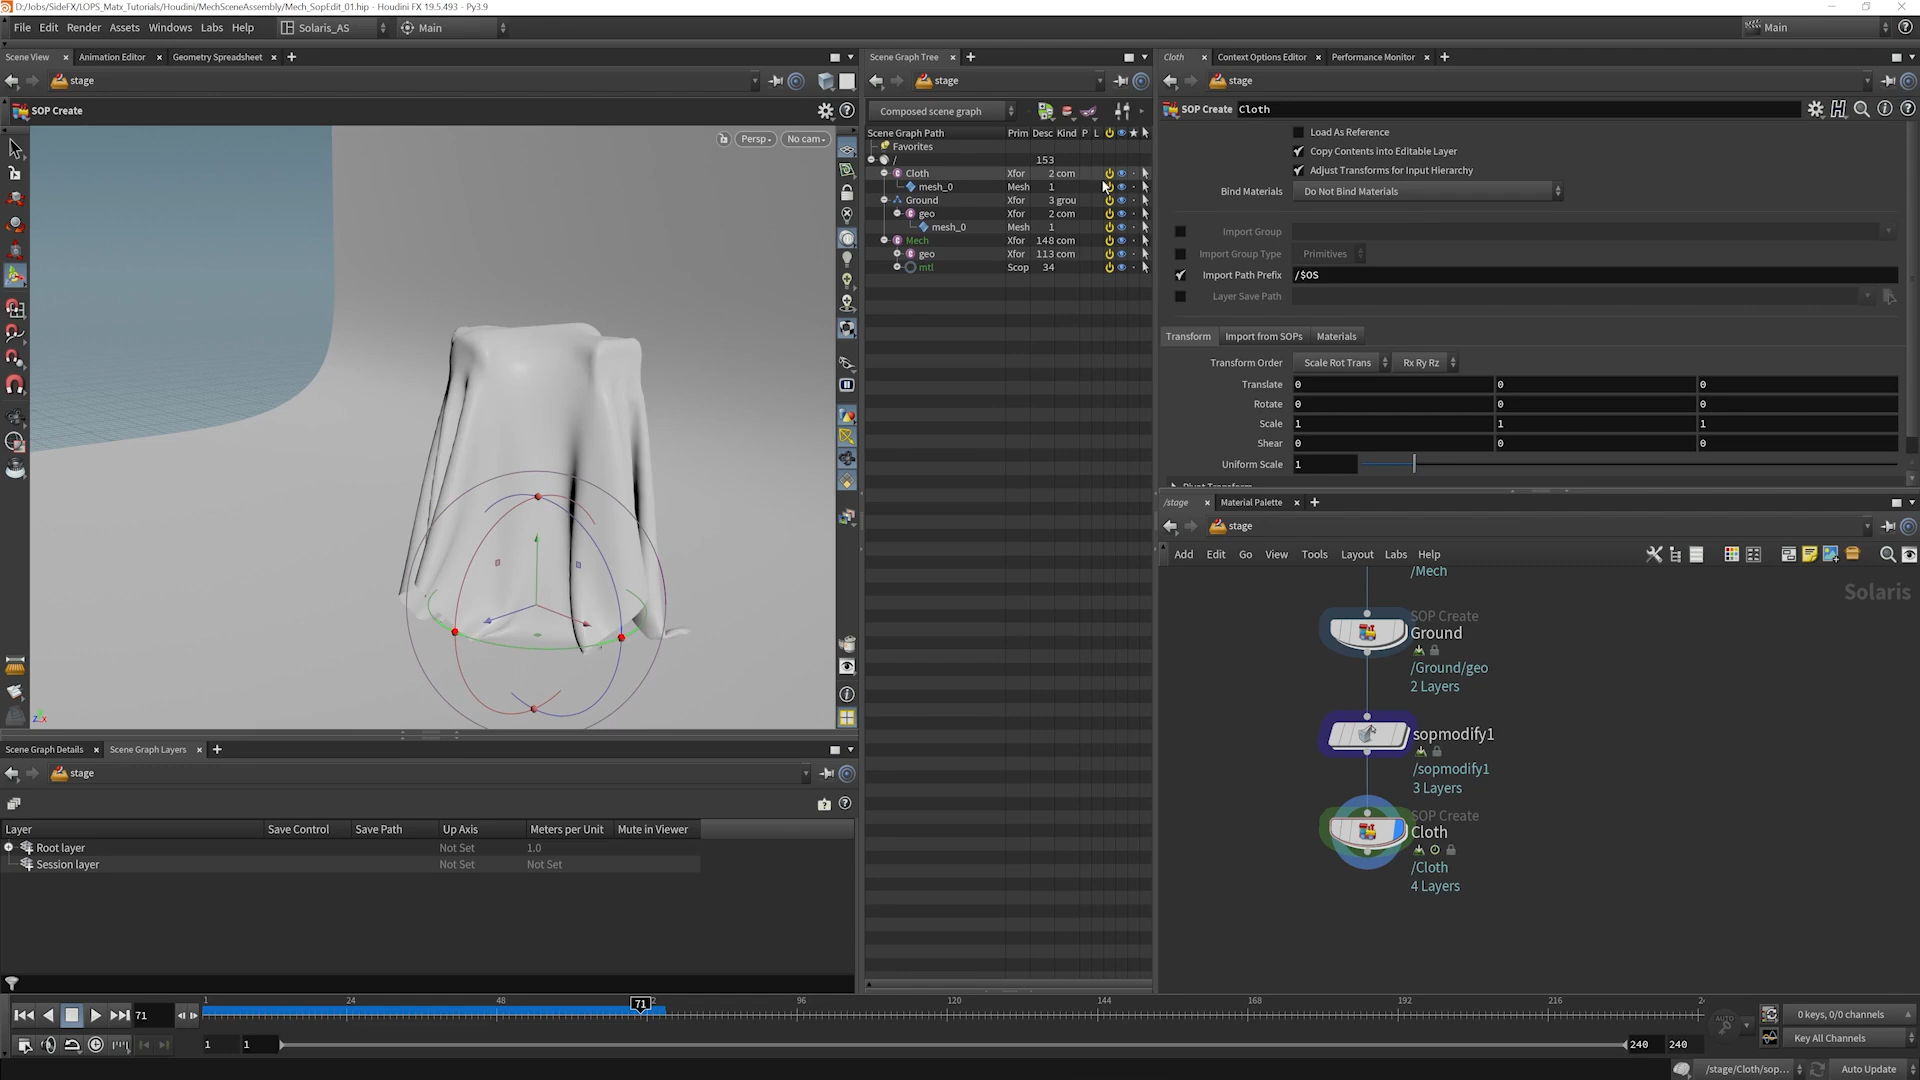 D:/Jobs/SideFX/LOPS_Matx_Tutorials/Houdini/MechSceneAssembly/Mech_SopEdit_01.hip - Houdini FX 19.5.493 - Py3.9
File Edit Render Assets Windows Labs Help Solaris_AS Main Main
Scene View Animation Editor Geometry Spreadsheet
stage
SOP Create
Persp No cam
Scene Graph Tree
stage
Composed scene graph
Scene Graph Path Prim Desc Kind P L
Favorites
/ 153
Cloth Xfor 2 com
mesh_0 Mesh 1
Ground Xfor 3 grou
geo Xfor 2 com
mesh_0 Mesh 1
Mech Xfor 148 com
geo Xfor 113 com
mtl Scop 34
Cloth Context Options Editor Performance Monitor
stage
SOP Create Cloth
Load As Reference
Copy Contents into Editable Layer
Adjust Transforms for Input Hierarchy
Bind Materials Do Not Bind Materials
Import Group
Import Group Type Primitives
Import Path Prefix /$OS
Layer Save Path
Transform Import from SOPs Materials
Transform Order Scale Rot Trans Rx Ry Rz
Translate 0 0 0
Rotate 0 0 0
Scale 1 1 1
Shear 0 0 0
Uniform Scale 1
/stage Material Palette
stage
Add Edit Go View Tools Layout Labs Help
/Mech
Solaris
SOP Create
Ground
/Ground/geo
2 Layers
sopmodify1
/sopmodify1
3 Layers
SOP Create
Cloth
/Cloth
4 Layers
Scene Graph Details Scene Graph Layers
stage
Layer Save Control Save Path Up Axis Meters per Unit Mute in Viewer
Root layer Not Set 1.0
Session layer Not Set Not Set
1 24 48 71 96 120 144 168 192 216
71
0 keys, 0/0 channels
1 1 240 240
Key All Channels
/stage/Cloth/sop... Auto Update